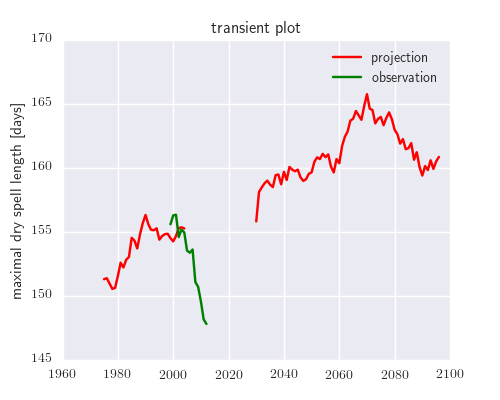 transient plot
170
165
160
155
150
145
maximal dry spell length [days]
projection
observation
1960 1980 2000 2020 2040 2060 2080 2100